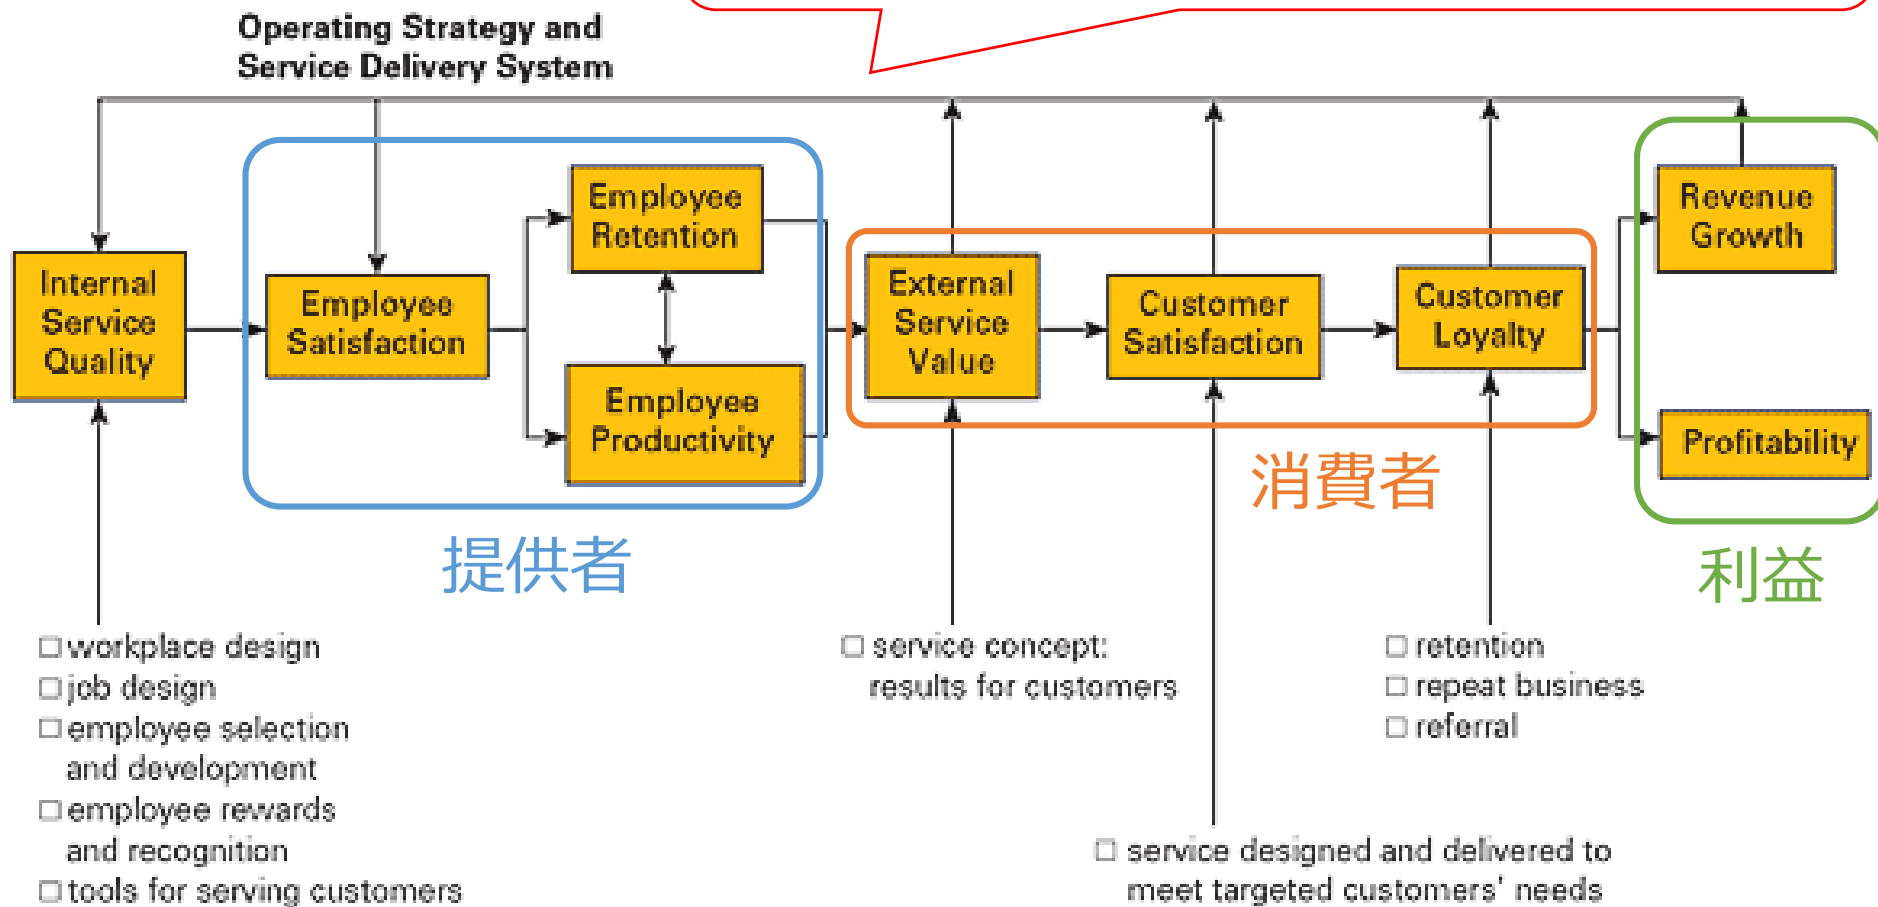 Operating Strategy and
Service Delivery System
Internal
Service
Quality
Employee
Satisfaction
Employee
Retention
Employee
Productivity
External
Service
Value
Customer
Satisfaction
Customer
Loyalty
Revenue
Growth
Profitability
提供者
消費者
利益
□ workplace design
□ job design
□ employee selection
and development
□ employee rewards
and recognition
□ tools for serving customers
□ service concept:
results for customers
□ service designed and delivered to
meet targeted customers' needs
□ retention
□ repeat business
□ referral